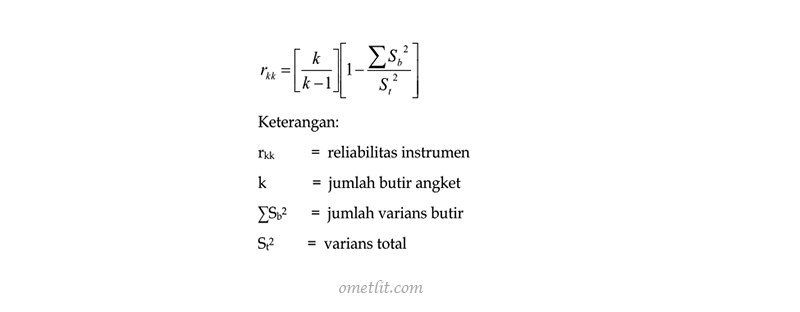 r_kk = [k / (k − 1)] [1 − ∑S_b² / S_t²]
Keterangan:
r_kk = reliabilitas instrumen
k = jumlah butir angket
∑S_b² = jumlah varians butir
S_t² = varians total
ometlit.com